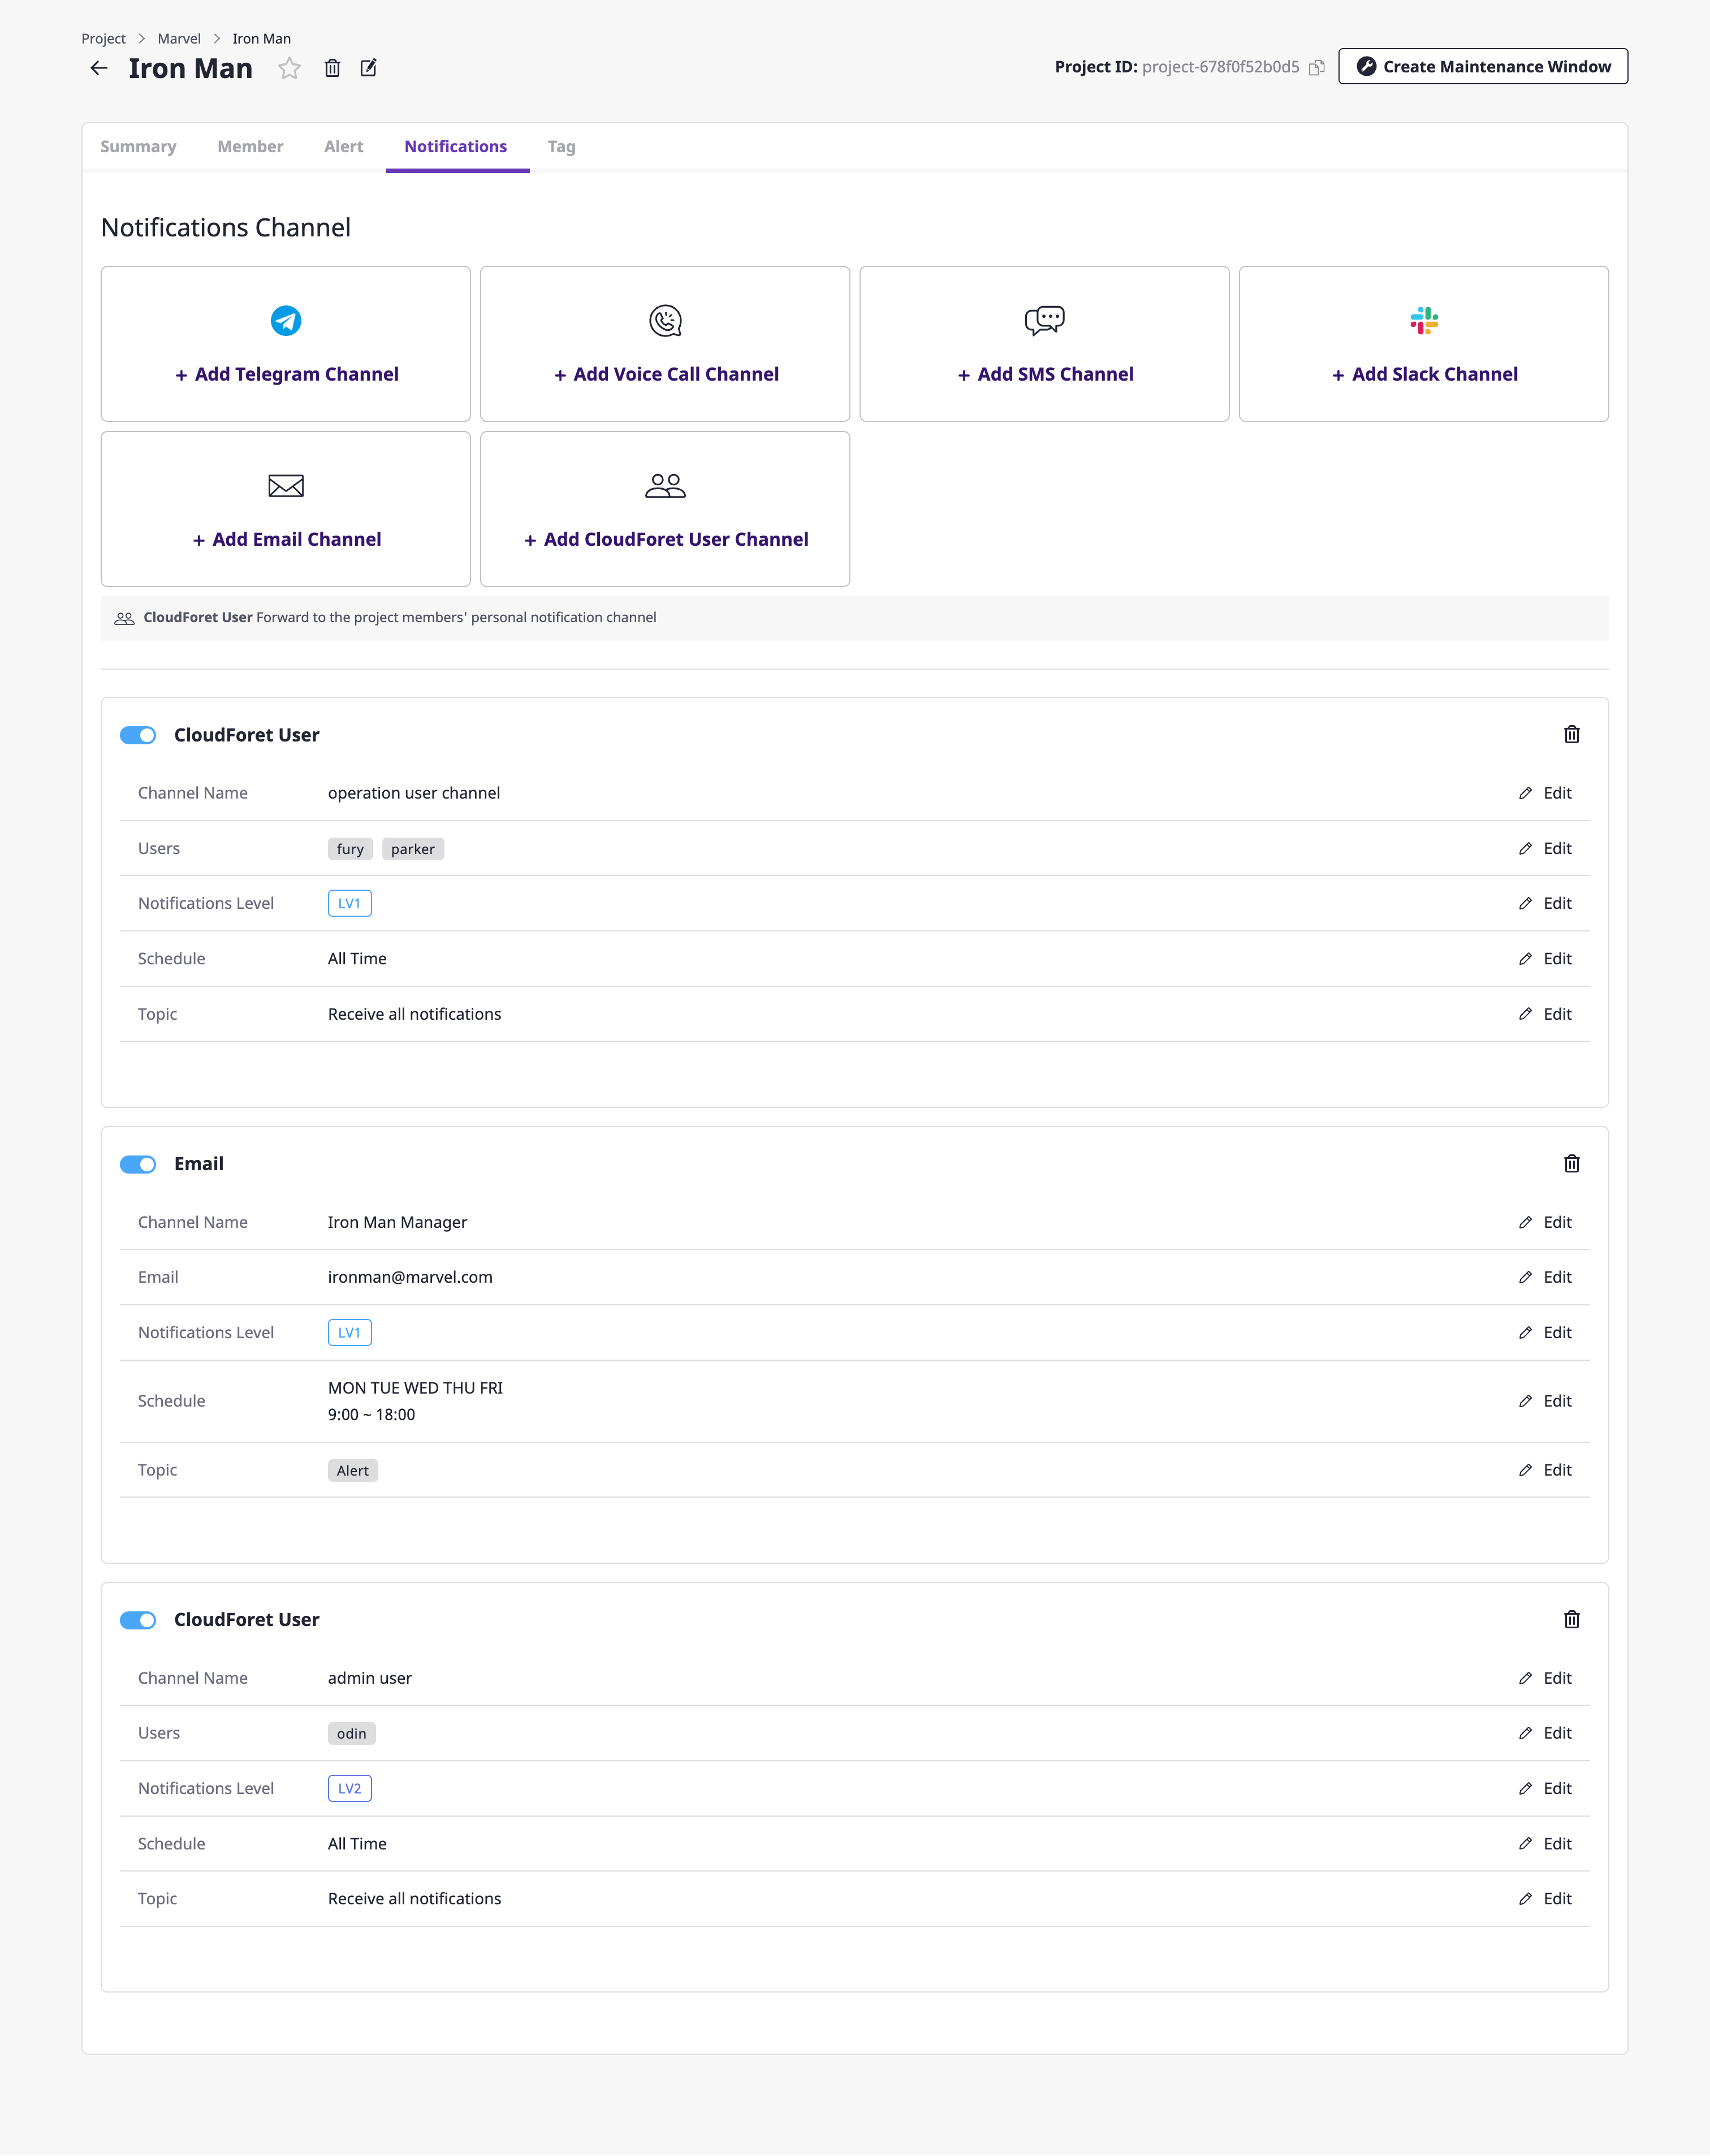 Project > Marvel > Iron Man
Iron Man
Project ID: project-678f0f52b0d5
Create Maintenance Window
Summary Member Alert Notifications Tag
Notifications Channel
+ Add Telegram Channel
+ Add Voice Call Channel
+ Add SMS Channel
+ Add Slack Channel
+ Add Email Channel
+ Add CloudForet User Channel
CloudForet User Forward to the project members' personal notification channel
CloudForet User
Channel Name operation user channel Edit
Users fury parker Edit
Notifications Level LV1 Edit
Schedule All Time Edit
Topic Receive all notifications Edit
Email
Channel Name Iron Man Manager Edit
Email ironman@marvel.com Edit
Notifications Level LV1 Edit
Schedule MON TUE WED THU FRI Edit
9:00 ~ 18:00
Topic Alert Edit
CloudForet User
Channel Name admin user Edit
Users odin Edit
Notifications Level LV2 Edit
Schedule All Time Edit
Topic Receive all notifications Edit